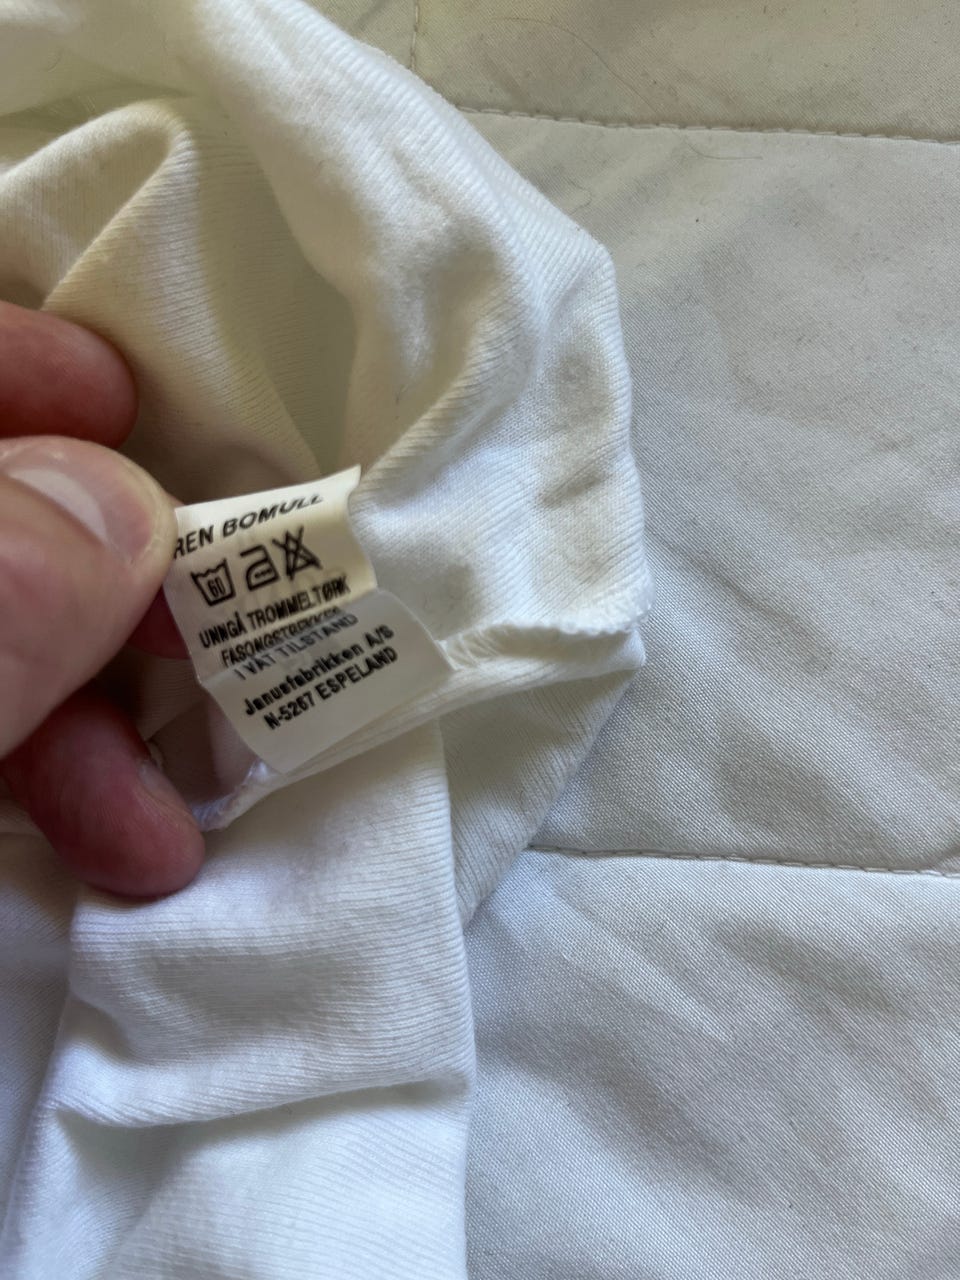 REN BOMULL
60
UNNGÅ TROMMELTØRK
FASONGSTREKKES
I VÅT TILSTAND
Janusfabrikken A/S
N-5267 ESPELAND